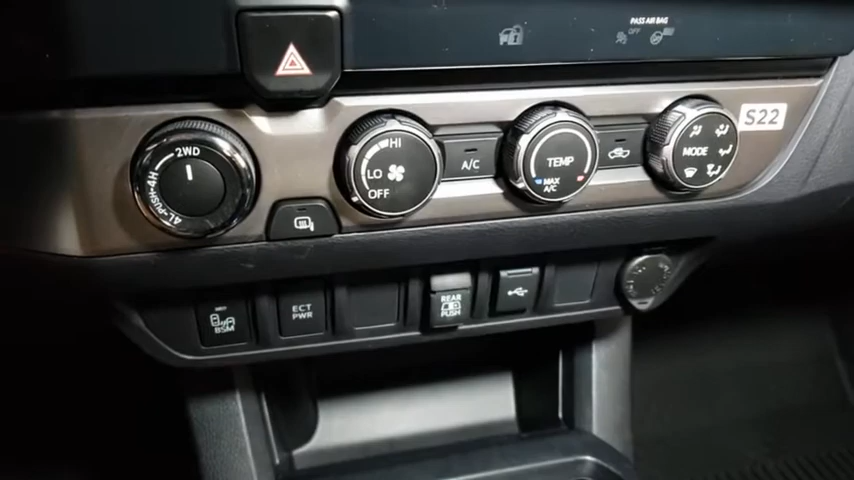 PASS AIR BAG
OFF
2WD
4H
4L-PUSH
HI
LO
OFF
A/C
TEMP
MAX
A/C
MODE
S22
BSM
ECT
PWR
REAR
PUSH